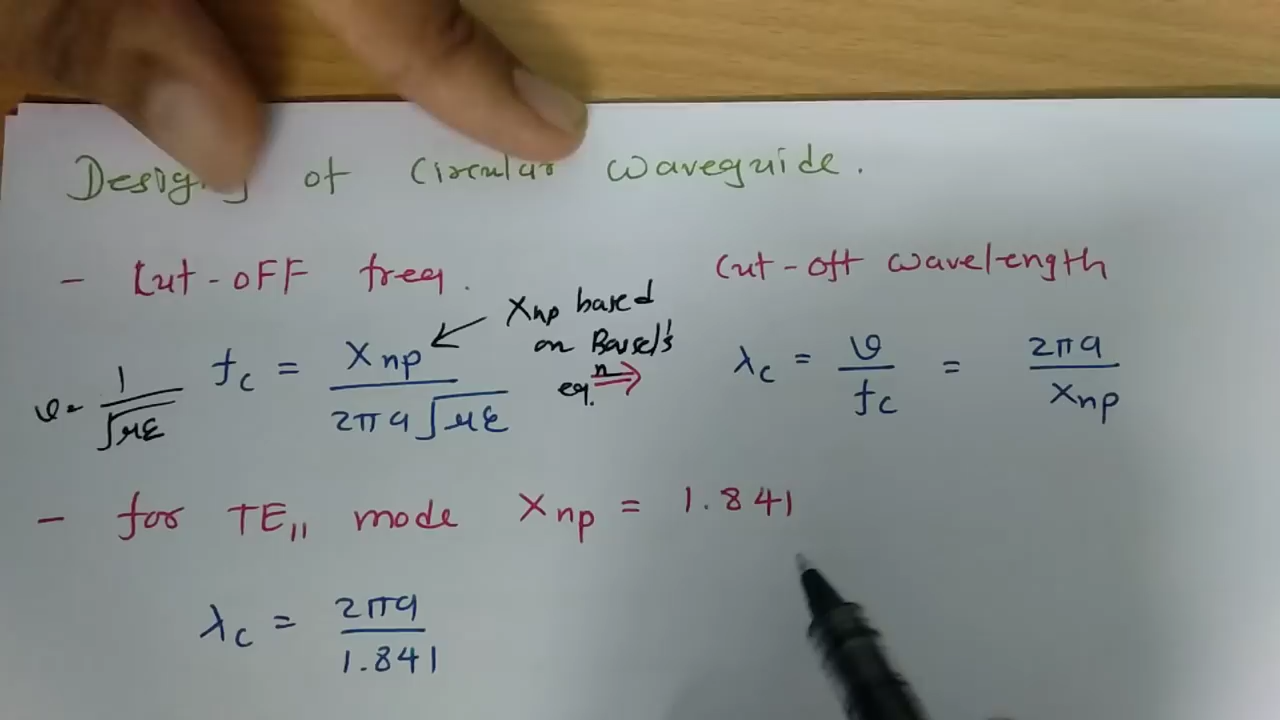 Designing of Circular Waveguide.
- Cut-off freq.
Cut-off wavelength
Xnp based
on Bessel's
eq.n ⇒
v = 1/√με
fc = Xnp / 2πa√με
λc = v/fc = 2πa/Xnp
- for TE11 mode Xnp = 1.841
λc = 2πa/1.841